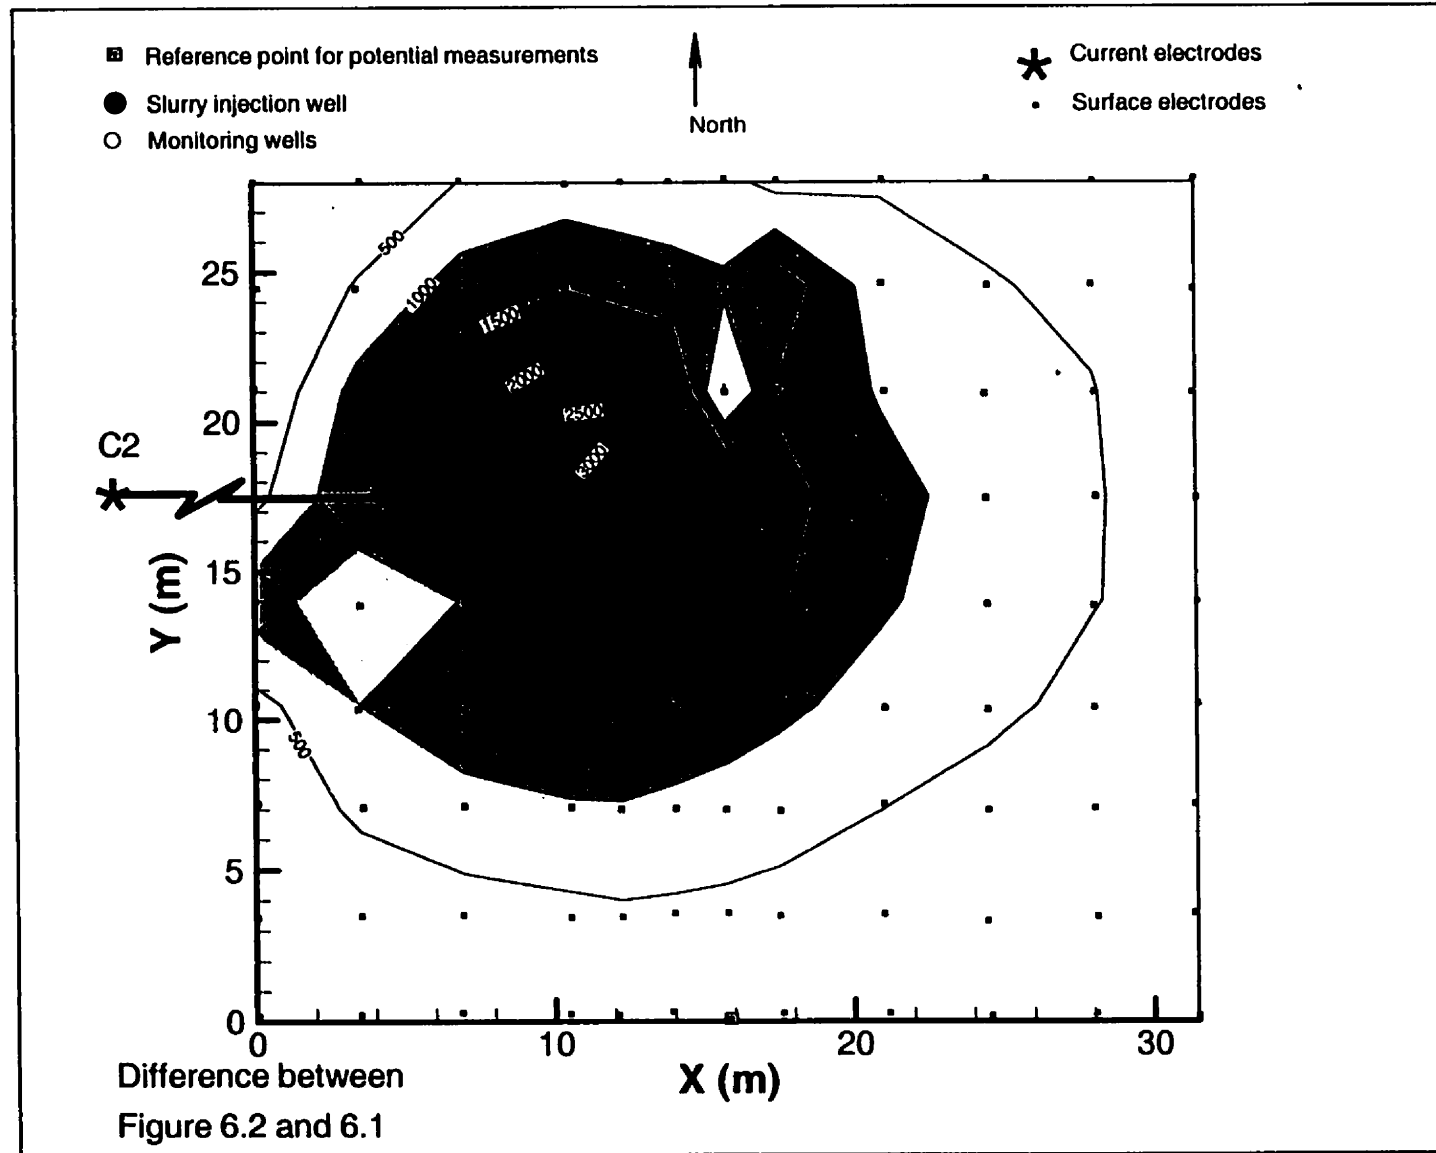 Reference point for potential measurements
Slurry injection well
Monitoring wells
North
Current electrodes
Surface electrodes
500
1000
1500
2000
2500
3000
500
C2
25
20
15
10
5
0
Y (m)
0 10 20 30
X (m)
Difference between
Figure 6.2 and 6.1